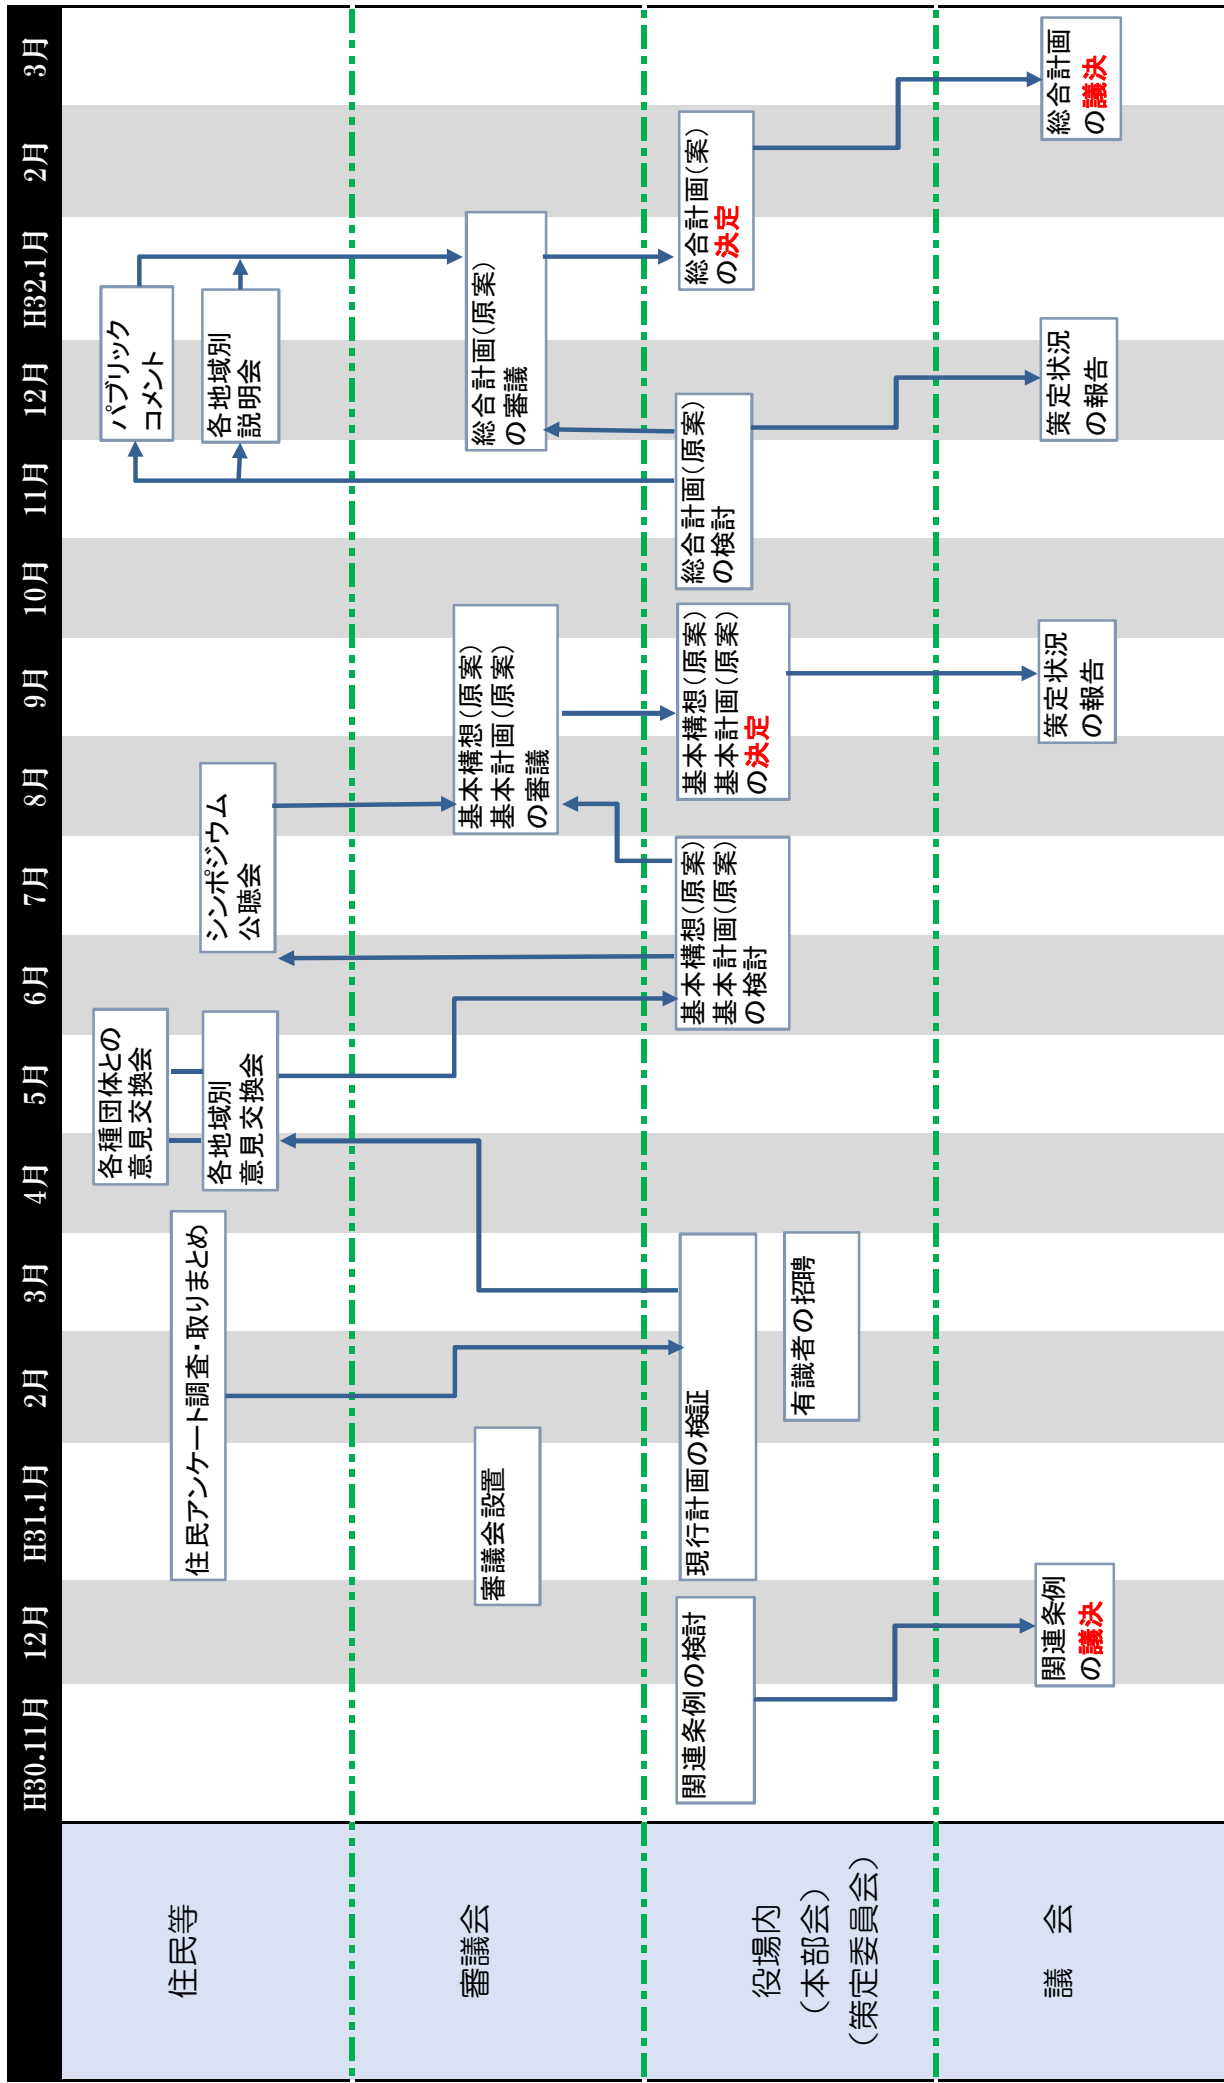 H30.11月
12月
H31.1月
2月
3月
4月
5月
6月
7月
8月
9月
10月
11月
12月
H32.1月
2月
3月
住民等
住民アンケート調査・取りまとめ
各種団体との
意見交換会
各地域別
意見交換会
シンポジウム
公聴会
パブリック
コメント
各地域別
説明会
審議会
審議会設置
基本構想(原案)
基本計画(原案)
の審議
総合計画(原案)
の審議
役場内
(本部会)
(策定委員会)
関連条例の検討
現行計画の検証
有識者の招聘
基本構想(原案)
基本計画(原案)
の検討
基本構想(原案)
基本計画(原案)
の決定
総合計画(原案)
の検討
総合計画(案)
の決定
議 会
関連条例
の議決
策定状況
の報告
策定状況
の報告
総合計画
の議決